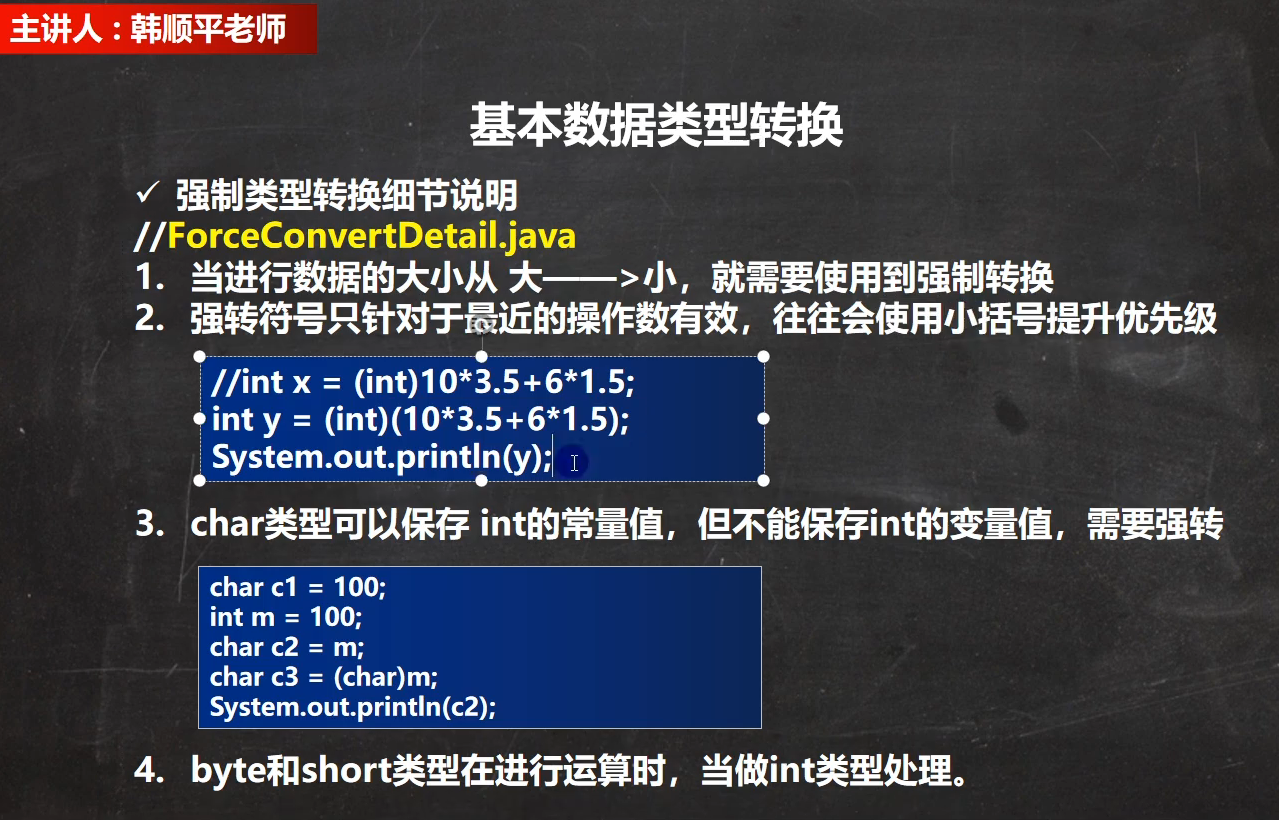 主讲人：韩顺平老师
基本数据类型转换
✓ 强制类型转换细节说明
//ForceConvertDetail.java
1. 当进行数据的大小从 大——>小，就需要使用到强制转换
2. 强转符号只针对于最近的操作数有效，往往会使用小括号提升优先级
//int x = (int)10*3.5+6*1.5;
int y = (int)(10*3.5+6*1.5);
System.out.println(y);
3. char类型可以保存 int的常量值，但不能保存int的变量值，需要强转
char c1 = 100;
int m = 100;
char c2 = m;
char c3 = (char)m;
System.out.println(c2);
4. byte和short类型在进行运算时，当做int类型处理。